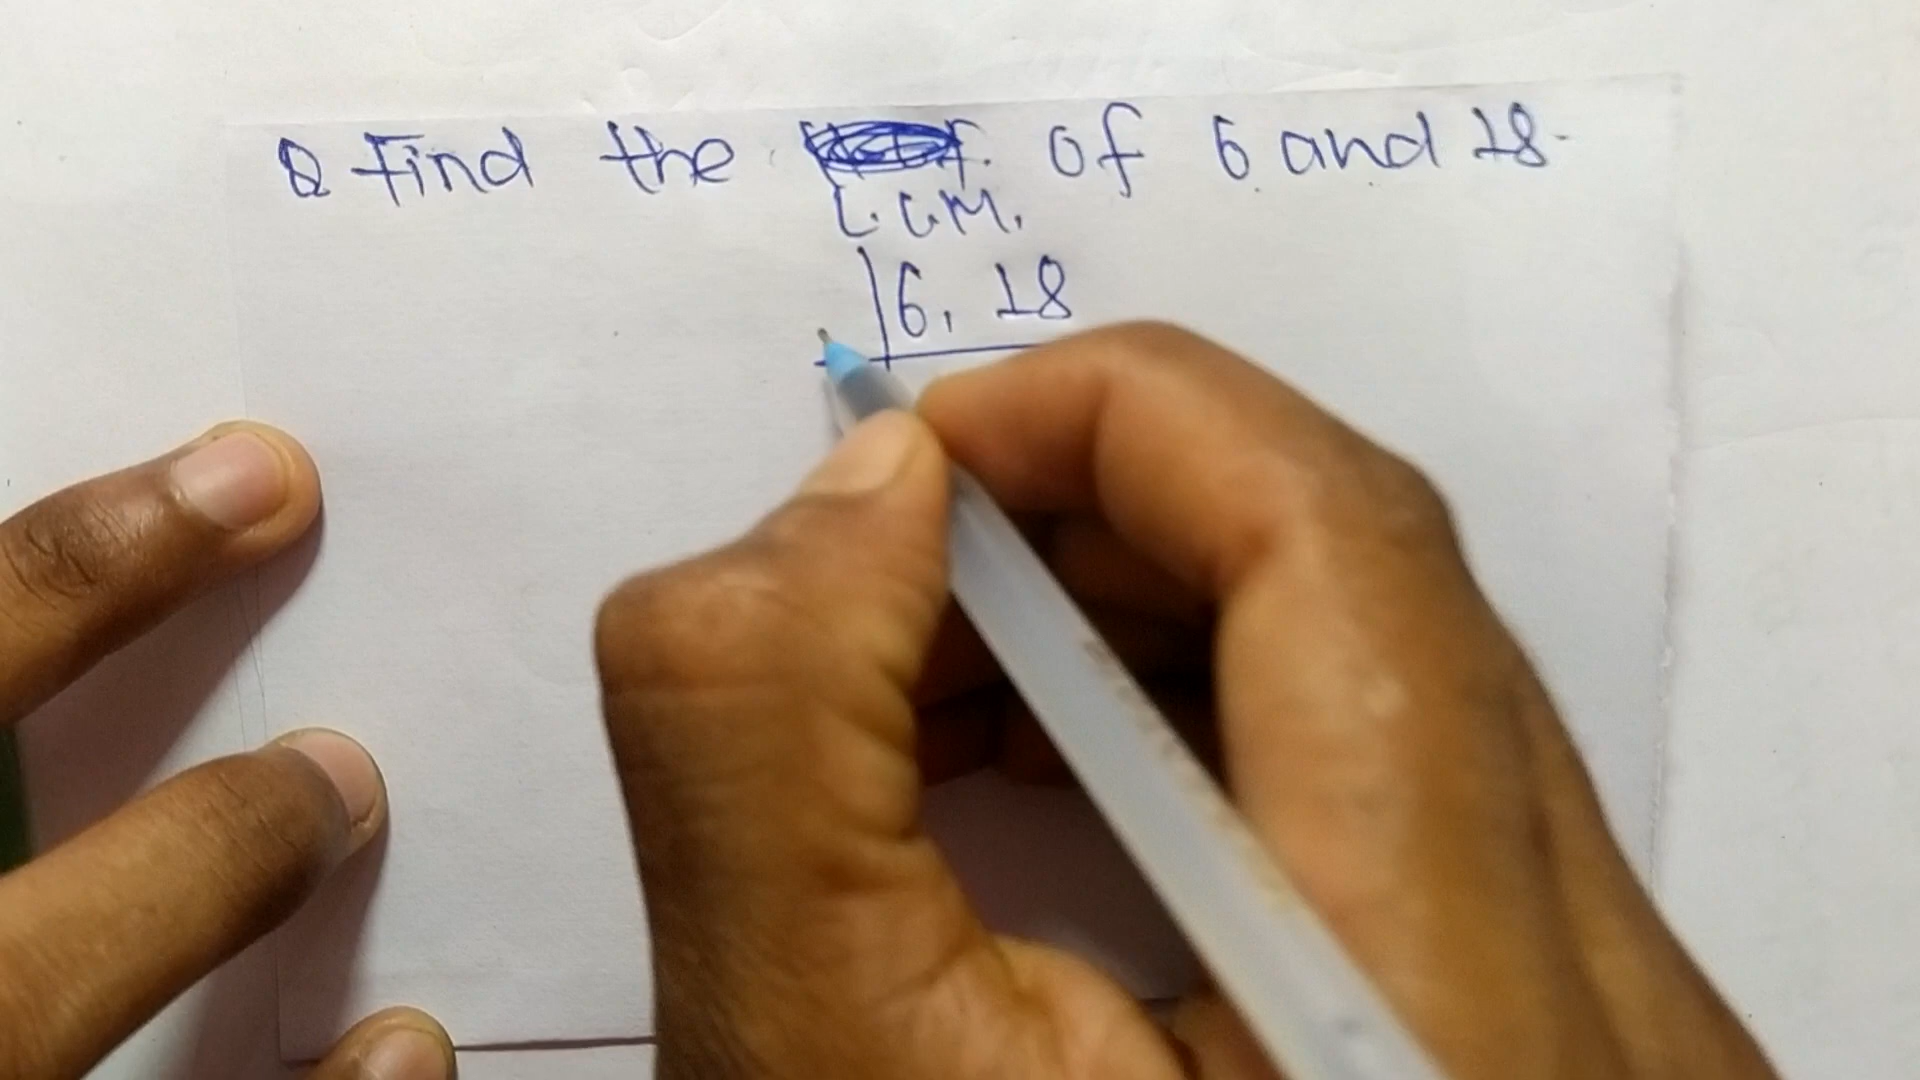 Q Find the of 6 and 18.
L.C.M.
6, 18